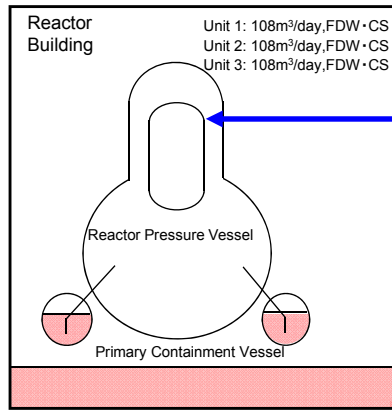 Reactor
Building
Unit 1: 108m³/day,FDW・CS
Unit 2: 108m³/day,FDW・CS
Unit 3: 108m³/day,FDW・CS
Reactor Pressure Vessel
Primary Containment Vessel